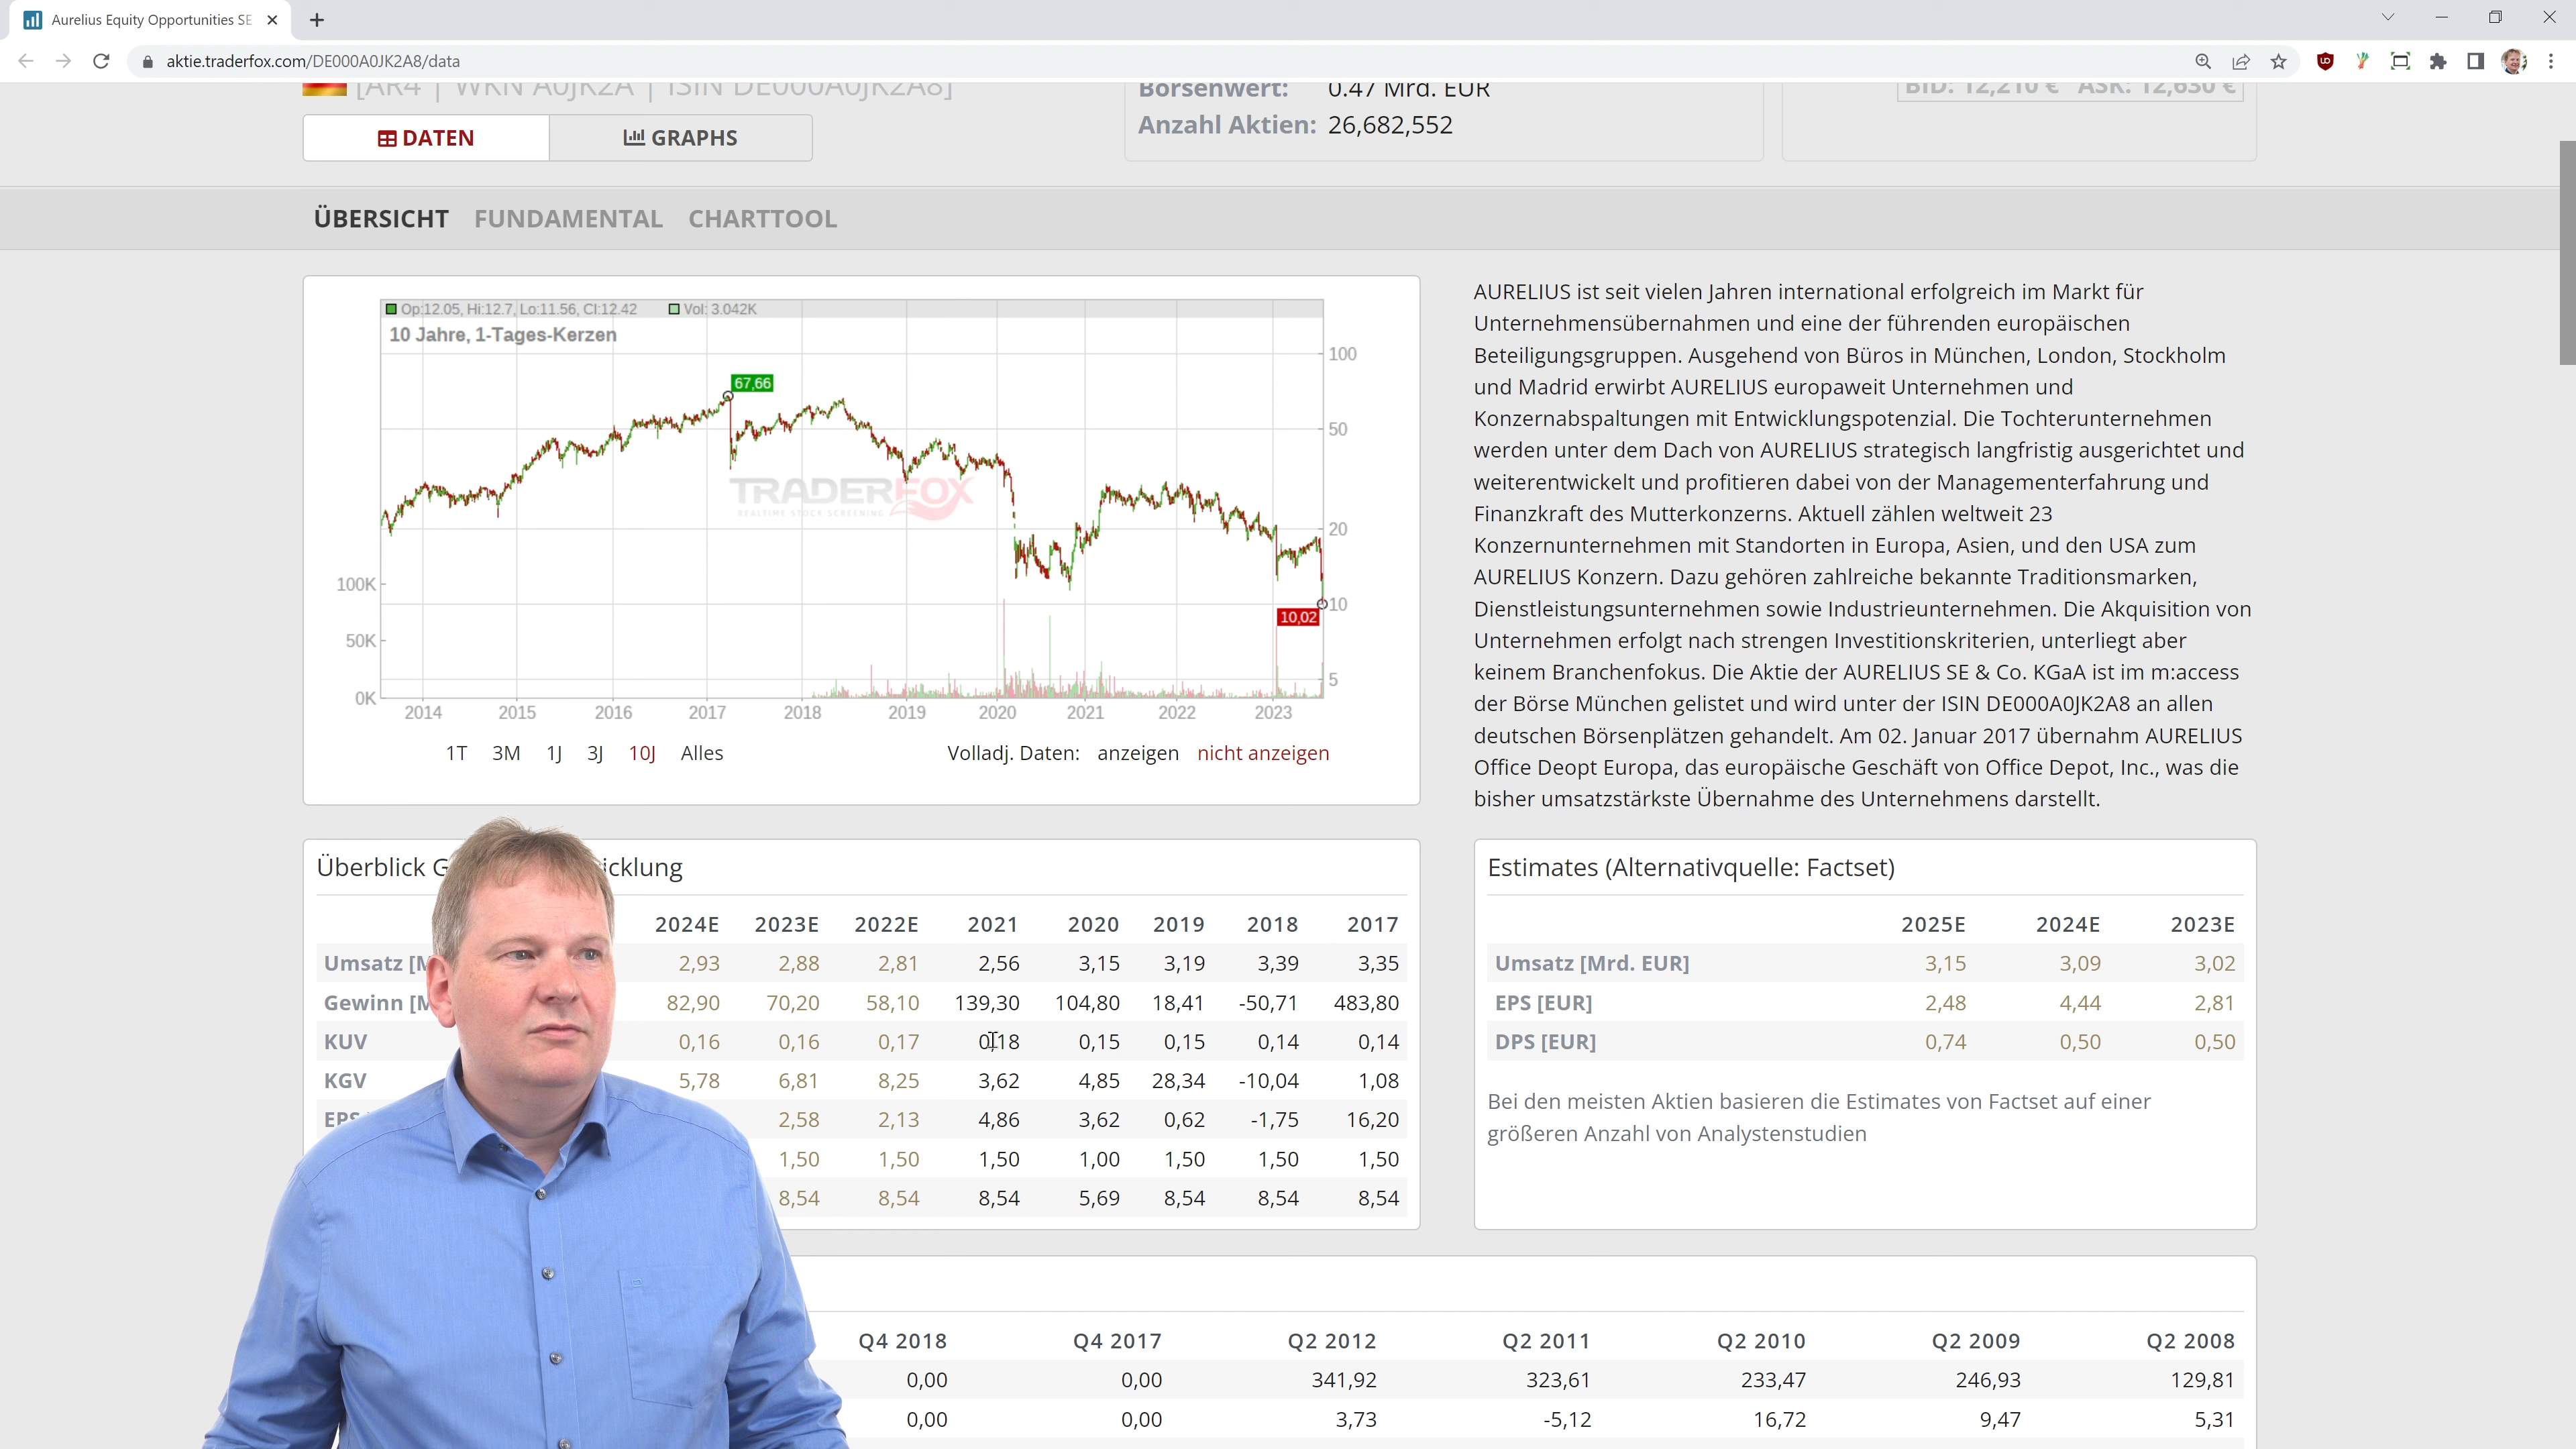 Aurelius Equity Opportunities SE
aktie.traderfox.com/DE000A0JK2A8/data
[AR4 | WKN A0JK2A | ISIN DE000A0JK2A8]
Börsenwert: 0.47 Mrd. EUR
BID: 12,210 € ASK: 12,630 €
Anzahl Aktien: 26,682,552
DATEN GRAPHS
ÜBERSICHT FUNDAMENTAL CHARTTOOL
Op:12.05, Hi:12.7, Lo:11.56, Cl:12.42 Vol: 3.042K
10 Jahre, 1-Tages-Kerzen
100
67,66
50
TRADERFOX
REALTIME STOCK SCREENING
20
100K
10
10,02
50K
5
0K
2014 2015 2016 2017 2018 2019 2020 2021 2022 2023
1T 3M 1J 3J 10J Alles Volladj. Daten: anzeigen nicht anzeigen
AURELIUS ist seit vielen Jahren international erfolgreich im Markt für
Unternehmensübernahmen und eine der führenden europäischen
Beteiligungsgruppen. Ausgehend von Büros in München, London, Stockholm
und Madrid erwirbt AURELIUS europaweit Unternehmen und
Konzernabspaltungen mit Entwicklungspotenzial. Die Tochterunternehmen
werden unter dem Dach von AURELIUS strategisch langfristig ausgerichtet und
weiterentwickelt und profitieren dabei von der Managementerfahrung und
Finanzkraft des Mutterkonzerns. Aktuell zählen weltweit 23
Konzernunternehmen mit Standorten in Europa, Asien, und den USA zum
AURELIUS Konzern. Dazu gehören zahlreiche bekannte Traditionsmarken,
Dienstleistungsunternehmen sowie Industrieunternehmen. Die Akquisition von
Unternehmen erfolgt nach strengen Investitionskriterien, unterliegt aber
keinem Branchenfokus. Die Aktie der AURELIUS SE & Co. KGaA ist im m:access
der Börse München gelistet und wird unter der ISIN DE000A0JK2A8 an allen
deutschen Börsenplätzen gehandelt. Am 02. Januar 2017 übernahm AURELIUS
Office Deopt Europa, das europäische Geschäft von Office Depot, Inc., was die
bisher umsatzstärkste Übernahme des Unternehmens darstellt.
Überblick G icklung
2024E 2023E 2022E 2021 2020 2019 2018 2017
Umsatz [M 2,93 2,88 2,81 2,56 3,15 3,19 3,39 3,35
Gewinn [M 82,90 70,20 58,10 139,30 104,80 18,41 -50,71 483,80
KUV 0,16 0,16 0,17 0,18 0,15 0,15 0,14 0,14
KGV 5,78 6,81 8,25 3,62 4,85 28,34 -10,04 1,08
EPS 2,58 2,13 4,86 3,62 0,62 -1,75 16,20
1,50 1,50 1,50 1,00 1,50 1,50 1,50
8,54 8,54 8,54 5,69 8,54 8,54 8,54
Estimates (Alternativquelle: Factset)
2025E 2024E 2023E
Umsatz [Mrd. EUR] 3,15 3,09 3,02
EPS [EUR] 2,48 4,44 2,81
DPS [EUR] 0,74 0,50 0,50
Bei den meisten Aktien basieren die Estimates von Factset auf einer
größeren Anzahl von Analystenstudien
Q4 2018 Q4 2017 Q2 2012 Q2 2011 Q2 2010 Q2 2009 Q2 2008
0,00 0,00 341,92 323,61 233,47 246,93 129,81
0,00 0,00 3,73 -5,12 16,72 9,47 5,31